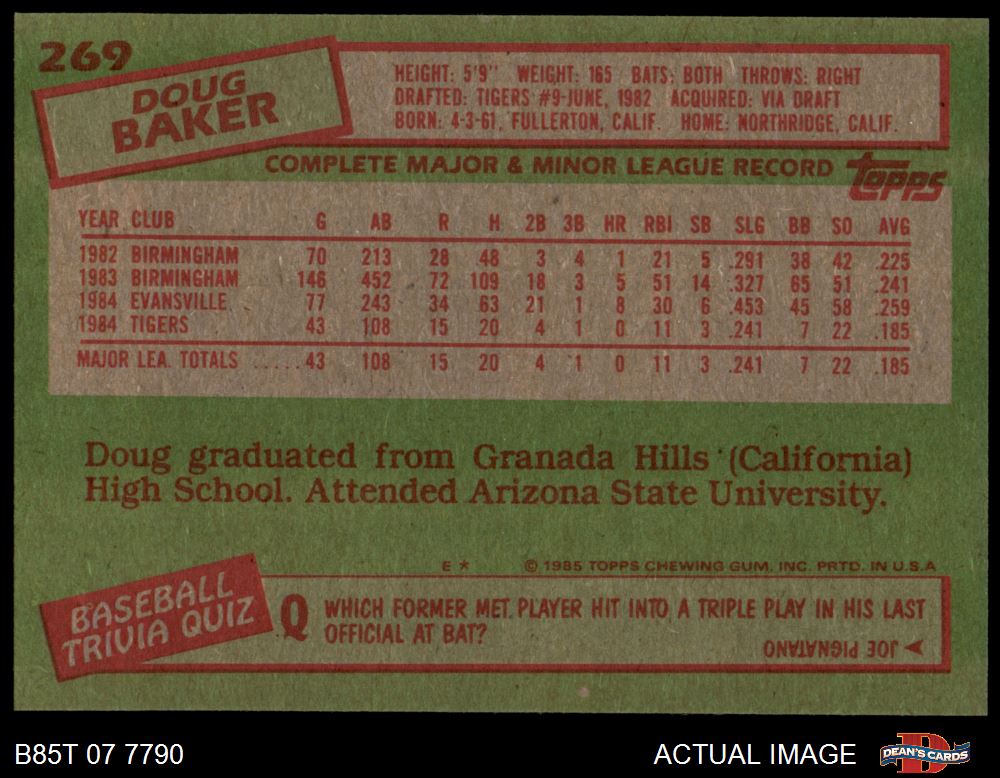 269
DOUG
BAKER
HEIGHT: 5'9" WEIGHT: 165 BATS: BOTH THROWS: RIGHT
DRAFTED: TIGERS #9-JUNE, 1982 ACQUIRED: VIA DRAFT
BORN: 4-3-61, FULLERTON, CALIF. HOME: NORTHRIDGE, CALIF.
COMPLETE MAJOR & MINOR LEAGUE RECORD
Topps
YEAR CLUB G AB R H 2B 3B HR RBI SB SLG BB SO AVG
1982 BIRMINGHAM 70 213 28 48 3 4 1 21 5 .291 38 42 .225
1983 BIRMINGHAM 146 452 72 109 18 3 5 51 14 .327 65 51 .241
1984 EVANSVILLE 77 243 34 63 21 1 8 30 6 .453 45 58 .259
1984 TIGERS 43 108 15 20 4 1 0 11 3 .241 7 22 .185
MAJOR LEA. TOTALS .....43 108 15 20 4 1 0 11 3 .241 7 22 .185
Doug graduated from Granada Hills (California)
High School. Attended Arizona State University.
E * © 1985 TOPPS CHEWING GUM, INC. PRTD. IN U.S.A
BASEBALL
TRIVIA QUIZ
Q WHICH FORMER MET. PLAYER HIT INTO A TRIPLE PLAY IN HIS LAST
OFFICIAL AT BAT?
JOE PIGNATANO
B85T 07 7790
ACTUAL IMAGE
D
DEAN'S CARDS